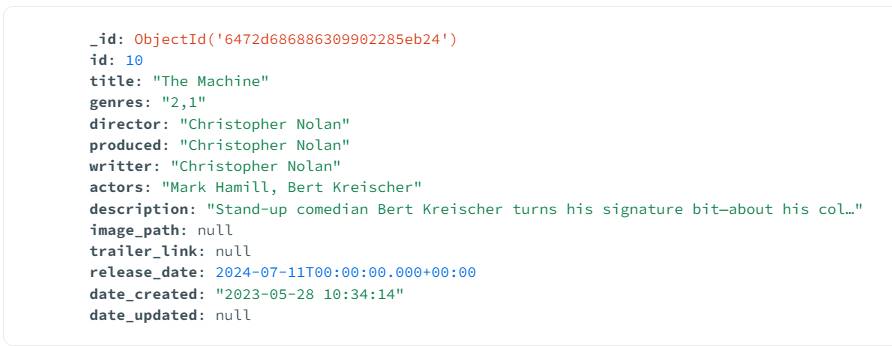 _id: ObjectId('6472d686886309902285eb24')
id: 10
title: "The Machine"
genres: "2,1"
director: "Christopher Nolan"
produced: "Christopher Nolan"
writter: "Christopher Nolan"
actors: "Mark Hamill, Bert Kreischer"
description: "Stand-up comedian Bert Kreischer turns his signature bit—about his col…"
image_path: null
trailer_link: null
release_date: 2024-07-11T00:00:00.000+00:00
date_created: "2023-05-28 10:34:14"
date_updated: null